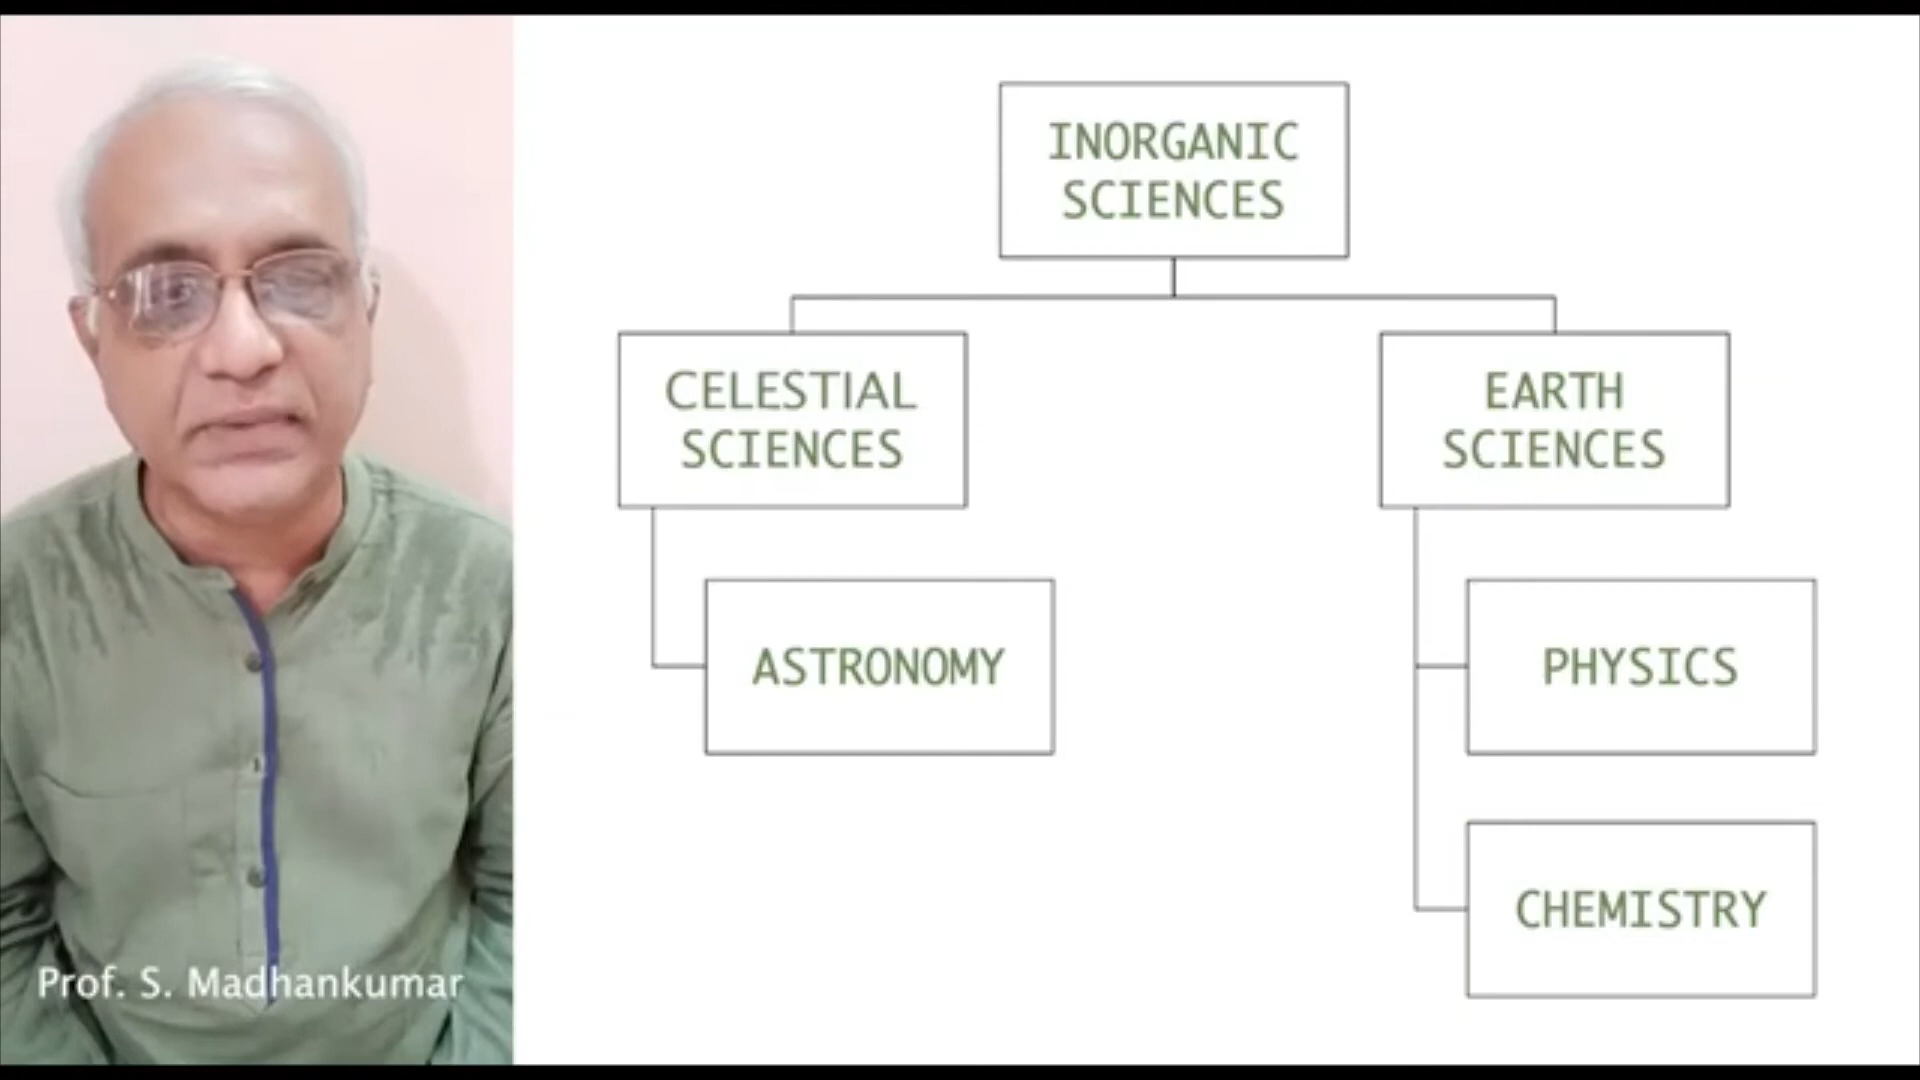 INORGANIC
SCIENCES
CELESTIAL
SCIENCES
EARTH
SCIENCES
ASTRONOMY
PHYSICS
CHEMISTRY
Prof. S. Madhankumar